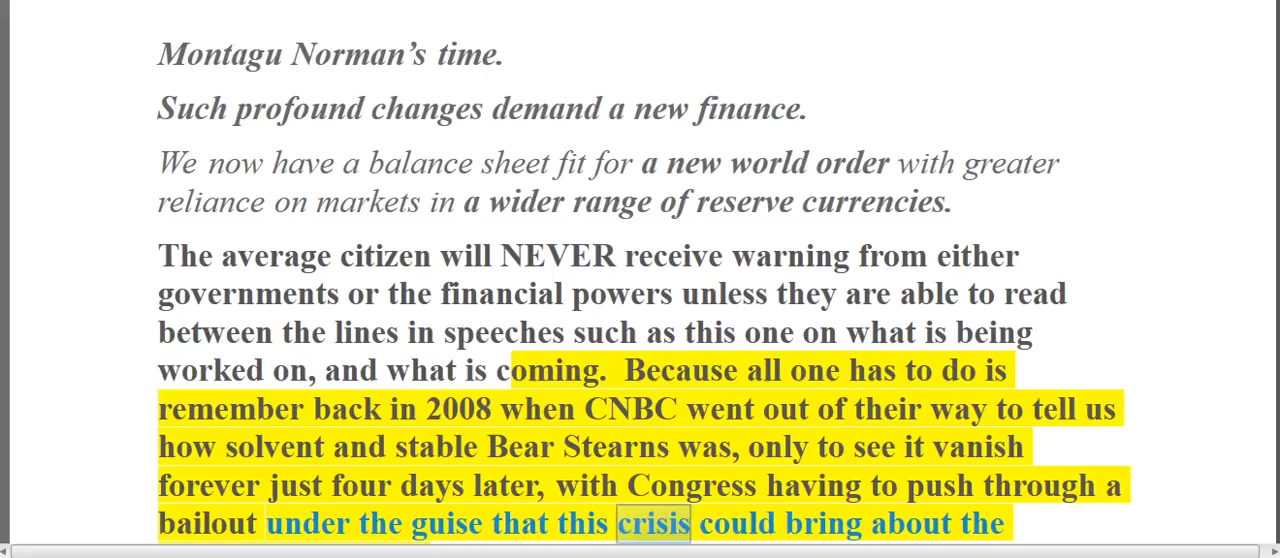 Montagu Norman’s time.
Such profound changes demand a new finance.
We now have a balance sheet fit for a new world order with greater
reliance on markets in a wider range of reserve currencies.
The average citizen will NEVER receive warning from either
governments or the financial powers unless they are able to read
between the lines in speeches such as this one on what is being
worked on, and what is coming.  Because all one has to do is
remember back in 2008 when CNBC went out of their way to tell us
how solvent and stable Bear Stearns was, only to see it vanish
forever just four days later, with Congress having to push through a
bailout under the guise that this crisis could bring about the